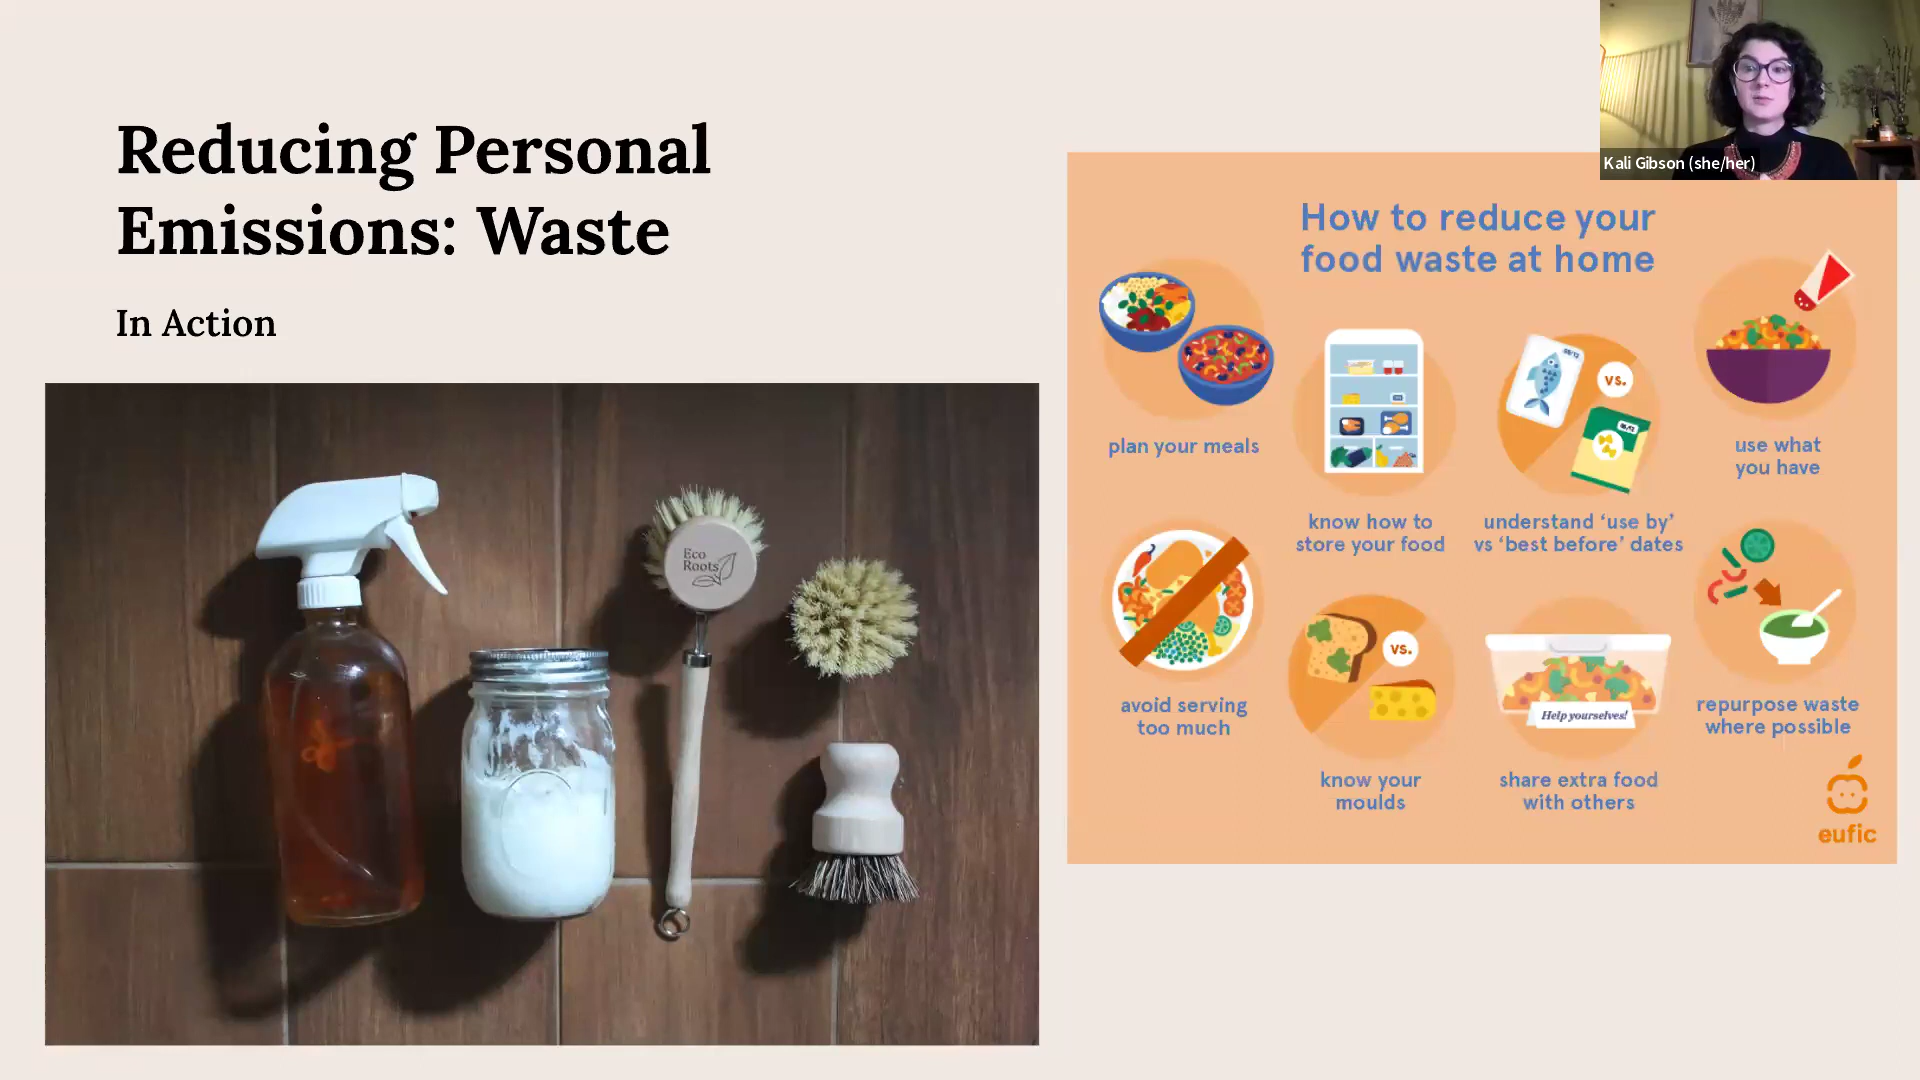 Reducing Personal
Emissions: Waste
In Action
Eco
Roots
Kali Gibson (she/her)
How to reduce your
food waste at home
plan your meals
know how to
store your food
vs.
understand ‘use by’
vs ‘best before’ dates
use what
you have
avoid serving
too much
vs.
know your
moulds
Help yourselves!
share extra food
with others
repurpose waste
where possible
eufic